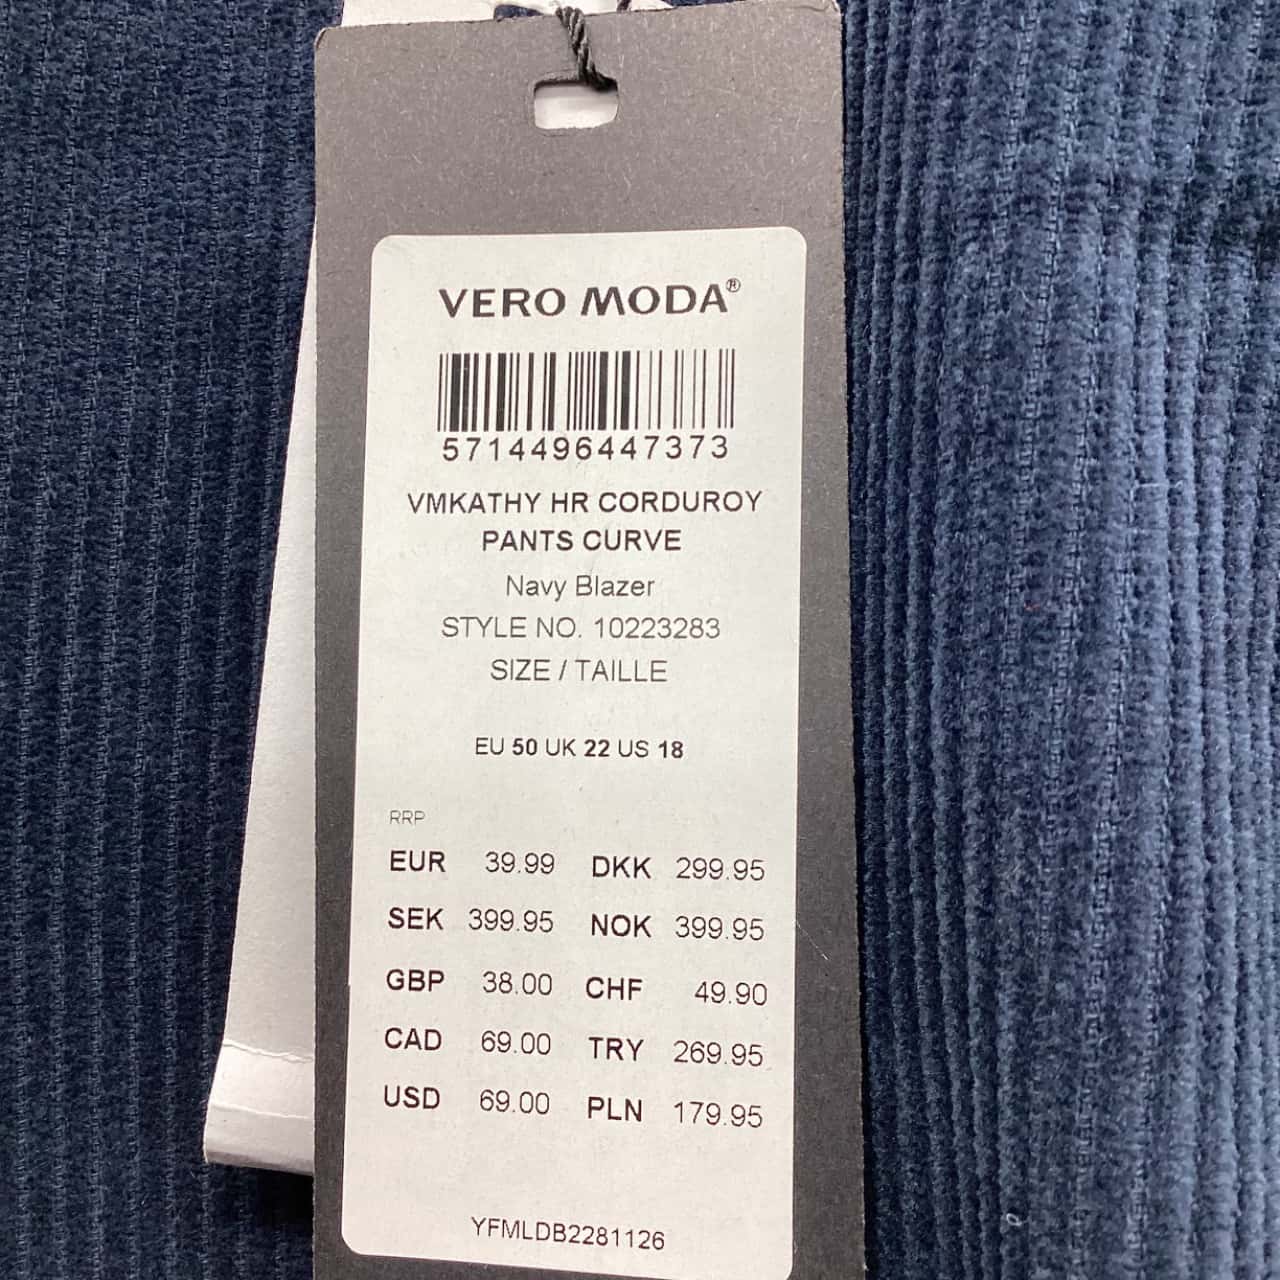 VERO MODA®
5714496447373
VMKATHY HR CORDUROY
PANTS CURVE
Navy Blazer
STYLE NO. 10223283
SIZE / TAILLE
EU 50 UK 22 US 18
RRP
EUR 39.99 DKK 299.95
SEK 399.95 NOK 399.95
GBP 38.00 CHF 49.90
CAD 69.00 TRY 269.95
USD 69.00 PLN 179.95
YFMLDB2281126